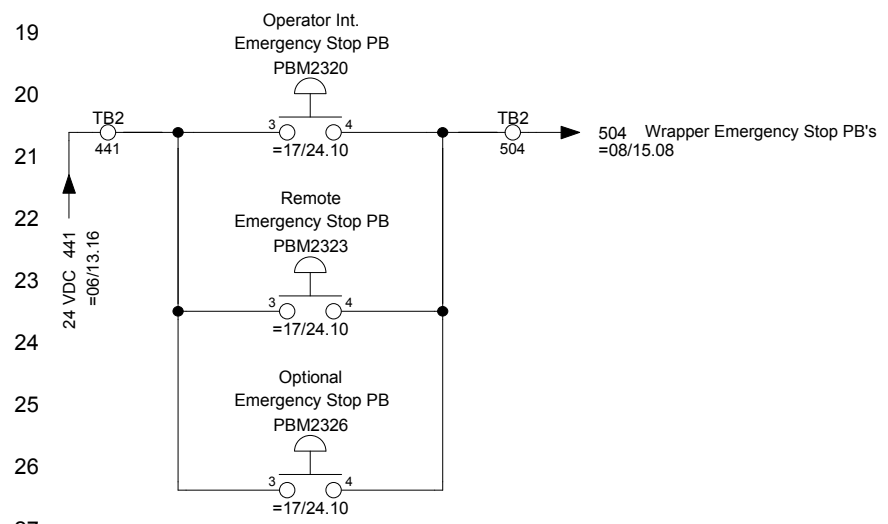 19
Operator Int.
Emergency Stop PB
PBM2320
20
TB2
441
3
4
=17/24.10
TB2
504
504 Wrapper Emergency Stop PB's
=08/15.08
21
Remote
Emergency Stop PB
PBM2323
22
24 VDC 441
=06/13.16
23
3
4
=17/24.10
24
Optional
Emergency Stop PB
PBM2326
25
26
3
4
=17/24.10
27